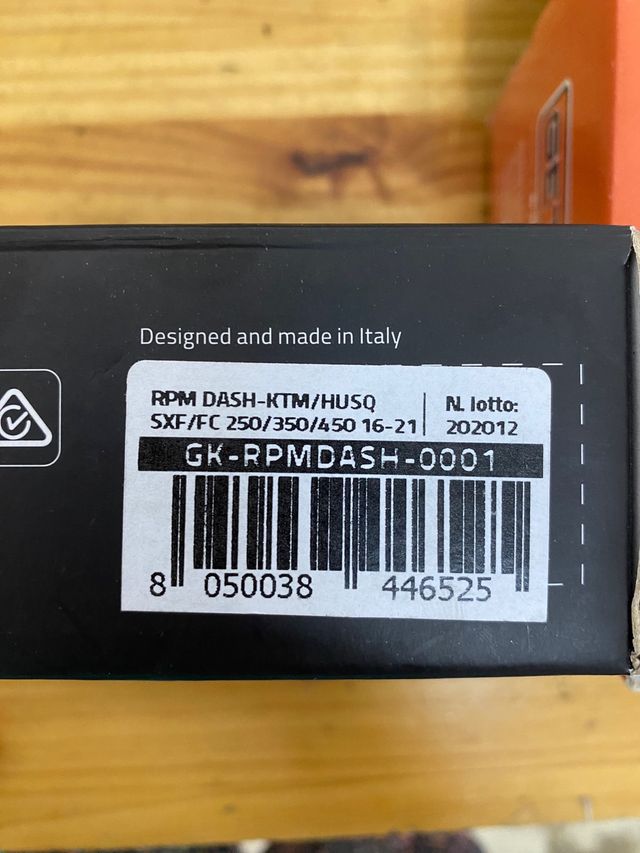 Designed and made in Italy
RPM DASH-KTM/HUSQ
SXF/FC 250/350/450 16-21
N. lotto:
202012
GK-RPMDASH-0001
8 050038 446525